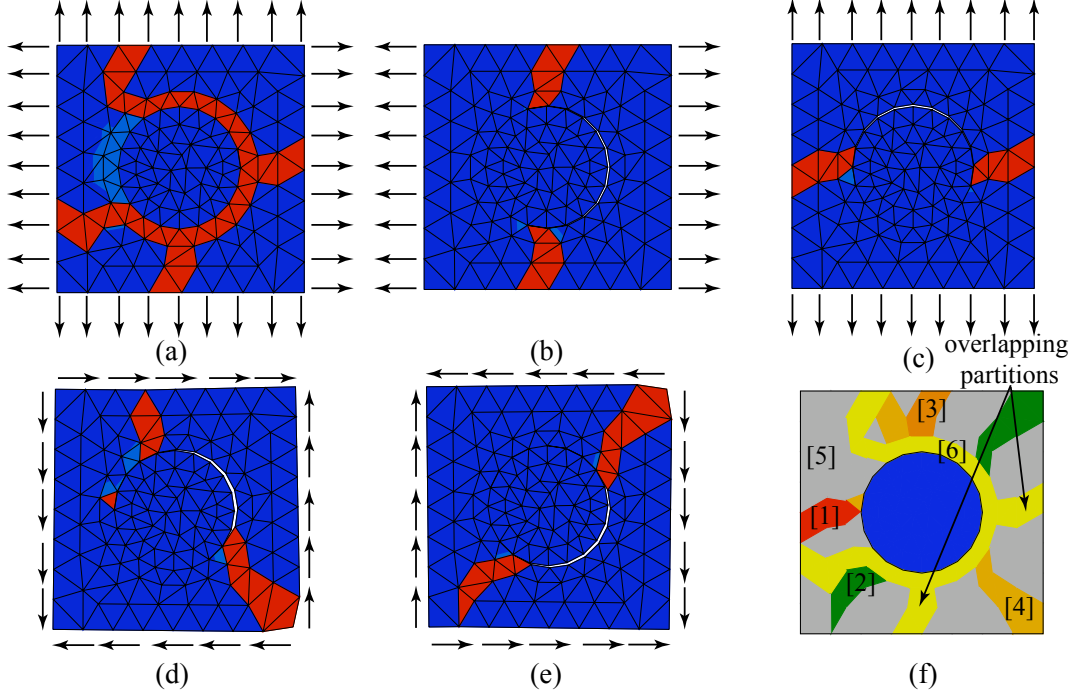 (a)
(b)
(c)
overlapping
partitions
[3]
[5]
[6]
[1]
[2]
[4]
(d)
(e)
(f)